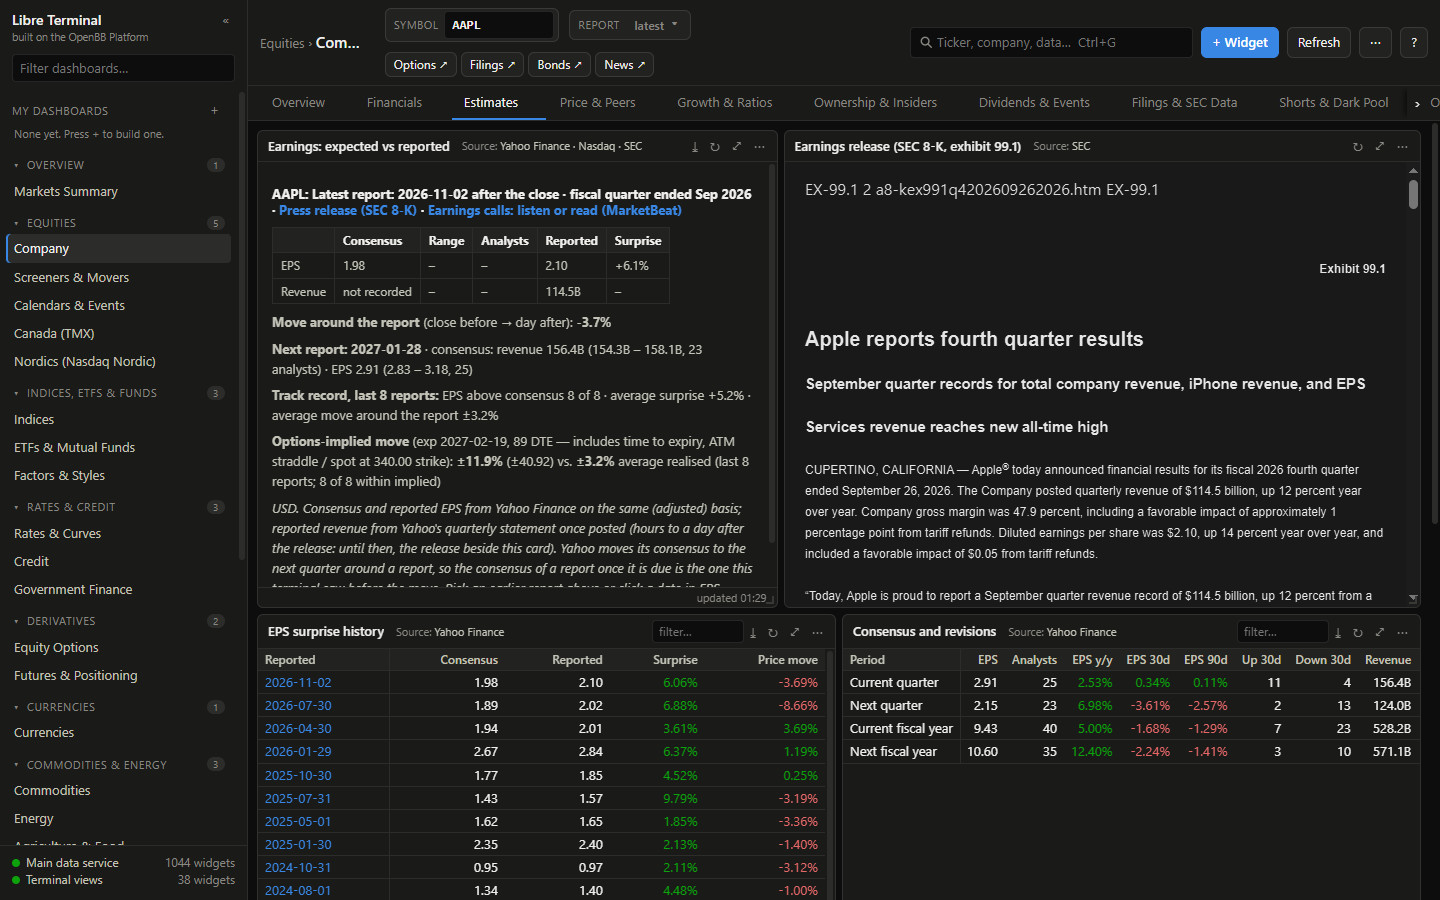 Libre Terminal
«
built on the OpenBB Platform
Filter dashboards...
MY DASHBOARDS +
None yet. Press + to build one.
OVERVIEW 1
Markets Summary
EQUITIES 5
Company
Screeners & Movers
Calendars & Events
Canada (TMX)
Nordics (Nasdaq Nordic)
INDICES, ETFS & FUNDS 3
Indices
ETFs & Mutual Funds
Factors & Styles
RATES & CREDIT 3
Rates & Curves
Credit
Government Finance
DERIVATIVES 2
Equity Options
Futures & Positioning
CURRENCIES 1
Currencies
COMMODITIES & ENERGY 3
Commodities
Energy
Agriculture & Food
Main data service 1044 widgets
Terminal views 38 widgets
Equities › Com...
SYMBOL AAPL
REPORT latest
Options ↗ Filings ↗ Bonds ↗ News ↗
Ticker, company, data... Ctrl+G
+ Widget
Refresh
...
?
Overview Financials Estimates Price & Peers Growth & Ratios Ownership & Insiders Dividends & Events Filings & SEC Data Shorts & Dark Pool › O
Earnings: expected vs reported Source: Yahoo Finance · Nasdaq · SEC
AAPL: Latest report: 2026-11-02 after the close · fiscal quarter ended Sep 2026
· Press release (SEC 8-K) · Earnings calls: listen or read (MarketBeat)
Consensus Range Analysts Reported Surprise
EPS 1.98 – – 2.10 +6.1%
Revenue not recorded – – 114.5B –
Move around the report (close before → day after): -3.7%
Next report: 2027-01-28 · consensus: revenue 156.4B (154.3B – 158.1B, 23
analysts) · EPS 2.91 (2.83 – 3.18, 25)
Track record, last 8 reports: EPS above consensus 8 of 8 · average surprise +5.2% ·
average move around the report ±3.2%
Options-implied move (exp 2027-02-19, 89 DTE — includes time to expiry, ATM
straddle / spot at 340.00 strike): ±11.9% (±40.92) vs. ±3.2% average realised (last 8
reports; 8 of 8 within implied)
USD. Consensus and reported EPS from Yahoo Finance on the same (adjusted) basis;
reported revenue from Yahoo's quarterly statement once posted (hours to a day after
the release: until then, the release beside this card). Yahoo moves its consensus to the
next quarter around a report, so the consensus of a report once it is due is the one this
terminal saw before the move. Pick an earlier report above or click a date in EPS
updated 01:29
Earnings release (SEC 8-K, exhibit 99.1) Source: SEC
EX-99.1 2 a8-kex991q4202609262026.htm EX-99.1
Exhibit 99.1
Apple reports fourth quarter results
September quarter records for total company revenue, iPhone revenue, and EPS
Services revenue reaches new all-time high
CUPERTINO, CALIFORNIA — Apple® today announced financial results for its fiscal 2026 fourth quarter
ended September 26, 2026. The Company posted quarterly revenue of $114.5 billion, up 12 percent year
over year. Company gross margin was 47.9 percent, including a favorable impact of approximately 1
percentage point from tariff refunds. Diluted earnings per share was $2.10, up 14 percent year over year, and
included a favorable impact of $0.05 from tariff refunds.
“Today, Apple is proud to report a September quarter revenue record of $114.5 billion, up 12 percent from a
EPS surprise history Source: Yahoo Finance filter...
Reported Consensus Reported Surprise Price move
2026-11-02 1.98 2.10 6.06% -3.69%
2026-07-30 1.89 2.02 6.88% -8.66%
2026-04-30 1.94 2.01 3.61% 3.69%
2026-01-29 2.67 2.84 6.37% 1.19%
2025-10-30 1.77 1.85 4.52% 0.25%
2025-07-31 1.43 1.57 9.79% -3.19%
2025-05-01 1.62 1.65 1.85% -3.36%
2025-01-30 2.35 2.40 2.13% -1.40%
2024-10-31 0.95 0.97 2.11% -3.12%
2024-08-01 1.34 1.40 4.48% -1.00%
Consensus and revisions Source: Yahoo Finance filter...
Period EPS Analysts EPS y/y EPS 30d EPS 90d Up 30d Down 30d Revenue
Current quarter 2.91 25 2.53% 0.34% 0.11% 11 4 156.4B
Next quarter 2.15 23 6.98% -3.61% -2.57% 2 13 124.0B
Current fiscal year 9.43 40 5.00% -1.68% -1.29% 7 23 528.2B
Next fiscal year 10.60 35 12.40% -2.24% -1.41% 3 10 571.1B